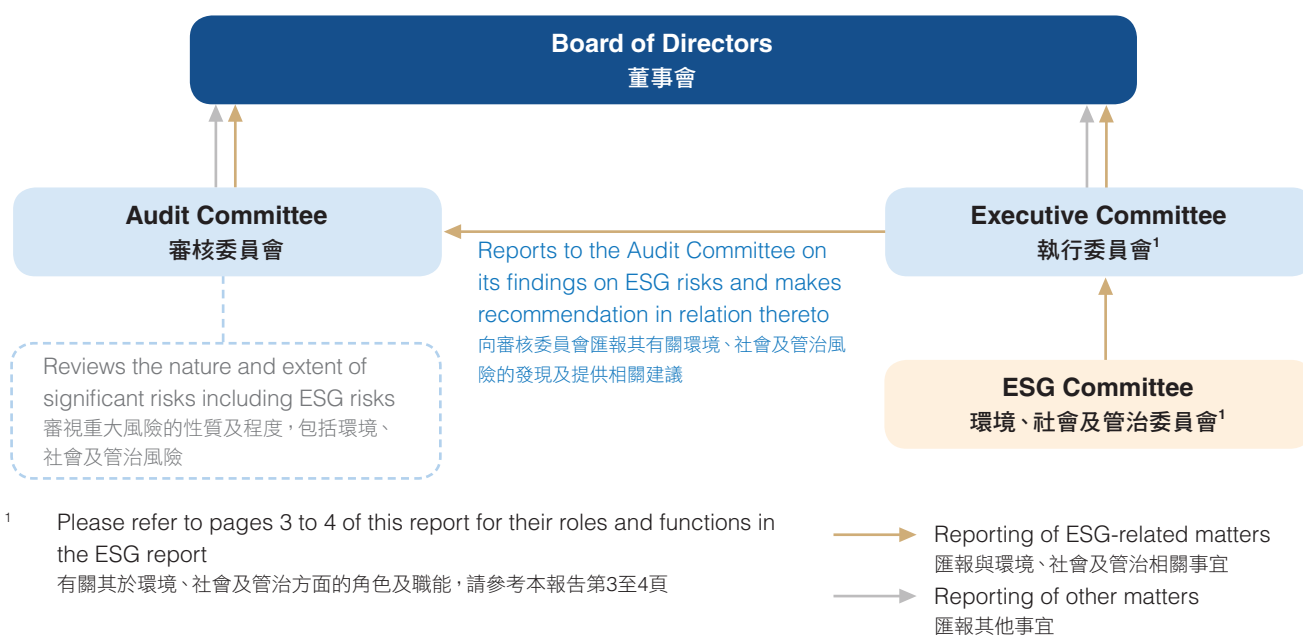 Board of Directors
董事會
Audit Committee
審核委員會
Executive Committee
執行委員會¹
Reports to the Audit Committee on
its findings on ESG risks and makes
recommendation in relation thereto
向審核委員會匯報其有關環境、社會及管治風
險的發現及提供相關建議
Reviews the nature and extent of
significant risks including ESG risks
審視重大風險的性質及程度，包括環境、
社會及管治風險
ESG Committee
環境、社會及管治委員會¹
¹ Please refer to pages 3 to 4 of this report for their roles and functions in
the ESG report
有關其於環境、社會及管治方面的角色及職能，請參考本報告第3至4頁
Reporting of ESG-related matters
匯報與環境、社會及管治相關事宜
Reporting of other matters
匯報其他事宜